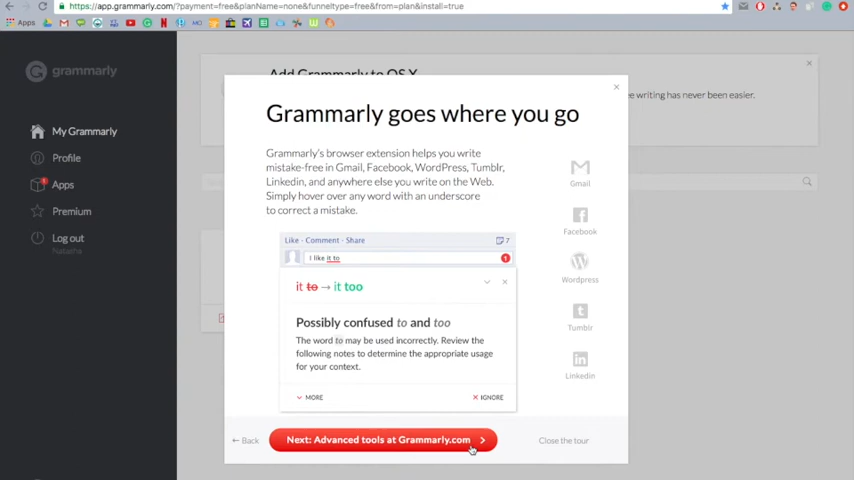 https://app.grammarly.com/?payment=free&planName=none&funneltype=free&from=plan&install=true
Apps
grammarly
Add Grammarly to OS X
ee writing has never been easier.
My Grammarly
Profile
Apps
Premium
Log out
Natasha
Grammarly goes where you go
Grammarly's browser extension helps you write
mistake-free in Gmail, Facebook, WordPress, Tumblr,
Linkedin, and anywhere else you write on the Web.
Simply hover over any word with an underscore
to correct a mistake.
Gmail
Facebook
Wordpress
Tumblr
Linkedin
Like · Comment · Share
7
I like it to
1
it to → it too
Possibly confused to and too
The word to may be used incorrectly. Review the
following notes to determine the appropriate usage
for your context.
MORE
IGNORE
Back
Next: Advanced tools at Grammarly.com
Close the tour